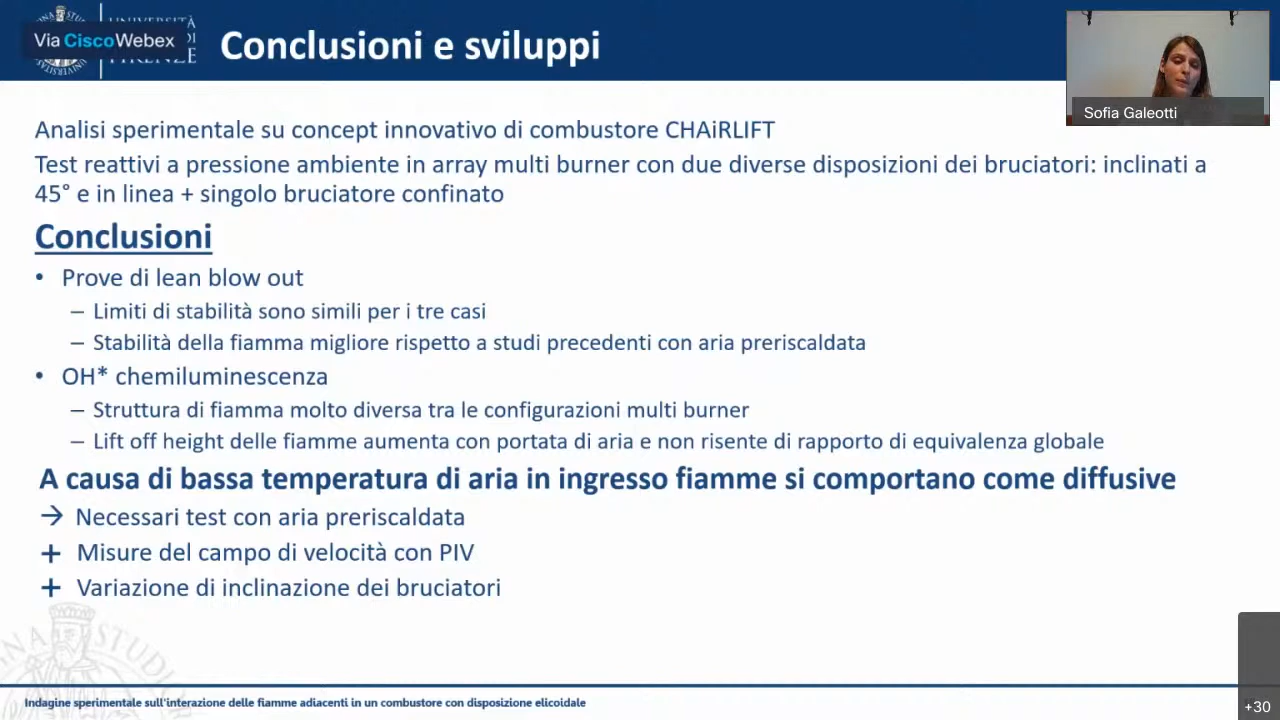 UNIVERSITÀ
Via CiscoWebex
FIRENZE
Conclusioni e sviluppi
Sofia Galeotti
Analisi sperimentale su concept innovativo di combustore CHAiRLIFT
Test reattivi a pressione ambiente in array multi burner con due diverse disposizioni dei bruciatori: inclinati a
45° e in linea + singolo bruciatore confinato
Conclusioni
• Prove di lean blow out
– Limiti di stabilità sono simili per i tre casi
– Stabilità della fiamma migliore rispetto a studi precedenti con aria preriscaldata
• OH* chemiluminescenza
– Struttura di fiamma molto diversa tra le configurazioni multi burner
– Lift off height delle fiamme aumenta con portata di aria e non risente di rapporto di equivalenza globale
A causa di bassa temperatura di aria in ingresso fiamme si comportano come diffusive
→ Necessari test con aria preriscaldata
+ Misure del campo di velocità con PIV
+ Variazione di inclinazione dei bruciatori
Indagine sperimentale sull'interazione delle fiamme adiacenti in un combustore con disposizione elicoidale
+30